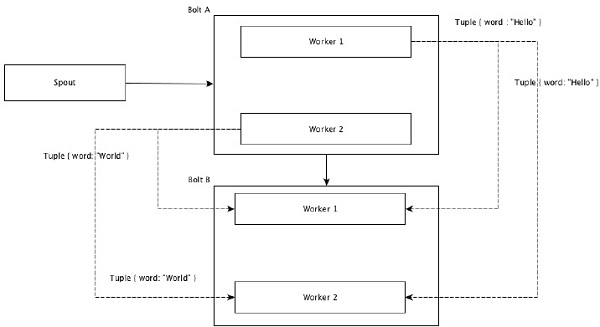 Bolt A
Tuple { word : "Hello" }
Worker 1
Spout
Tuple { word: "Hello" }
Worker 2
Tuple { word: "World" }
Bolt B
Worker 1
Tuple { word: "World" }
Worker 2